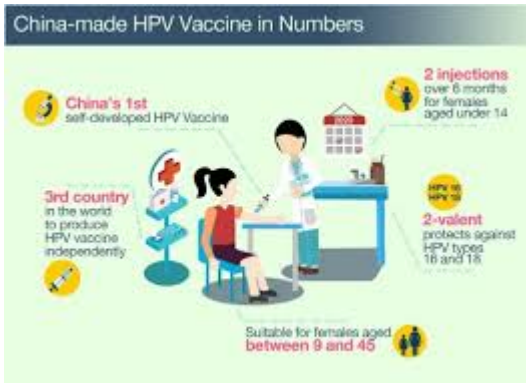 China-made HPV Vaccine in Numbers
China's 1st
self-developed HPV Vaccine
2 injections
over 6 months
for females
aged under 14
2020
3rd country
in the world
to produce
HPV vaccine
independently
HPV 16
HPV 18
2-valent
protects against
HPV types
16 and 18
Suitable for females aged
between 9 and 45